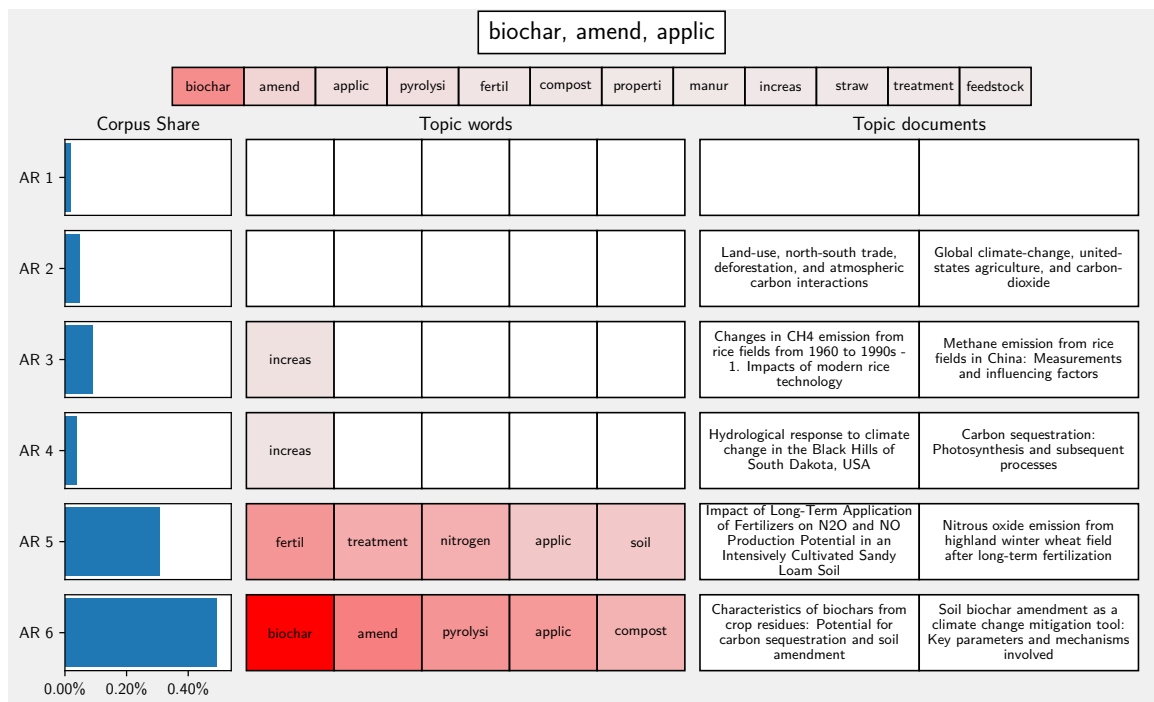 biochar, amend, applic
biochar amend applic pyrolysi fertil compost properti manur increas straw treatment feedstock
Corpus Share Topic words Topic documents
AR 1
AR 2
Land-use, north-south trade,
deforestation, and atmospheric
carbon interactions
Global climate-change, united-
states agriculture, and carbon-
dioxide
AR 3
increas
Changes in CH4 emission from
rice fields from 1960 to 1990s -
1. Impacts of modern rice
technology
Methane emission from rice
fields in China: Measurements
and influencing factors
AR 4
increas
Hydrological response to climate
change in the Black Hills of
South Dakota, USA
Carbon sequestration:
Photosynthesis and subsequent
processes
AR 5
fertil treatment nitrogen applic soil
Impact of Long-Term Application
of Fertilizers on N2O and NO
Production Potential in an
Intensively Cultivated Sandy
Loam Soil
Nitrous oxide emission from
highland winter wheat field
after long-term fertilization
AR 6
biochar amend pyrolysi applic compost
Characteristics of biochars from
crop residues: Potential for
carbon sequestration and soil
amendment
Soil biochar amendment as a
climate change mitigation tool:
Key parameters and mechanisms
involved
0.00% 0.20% 0.40%